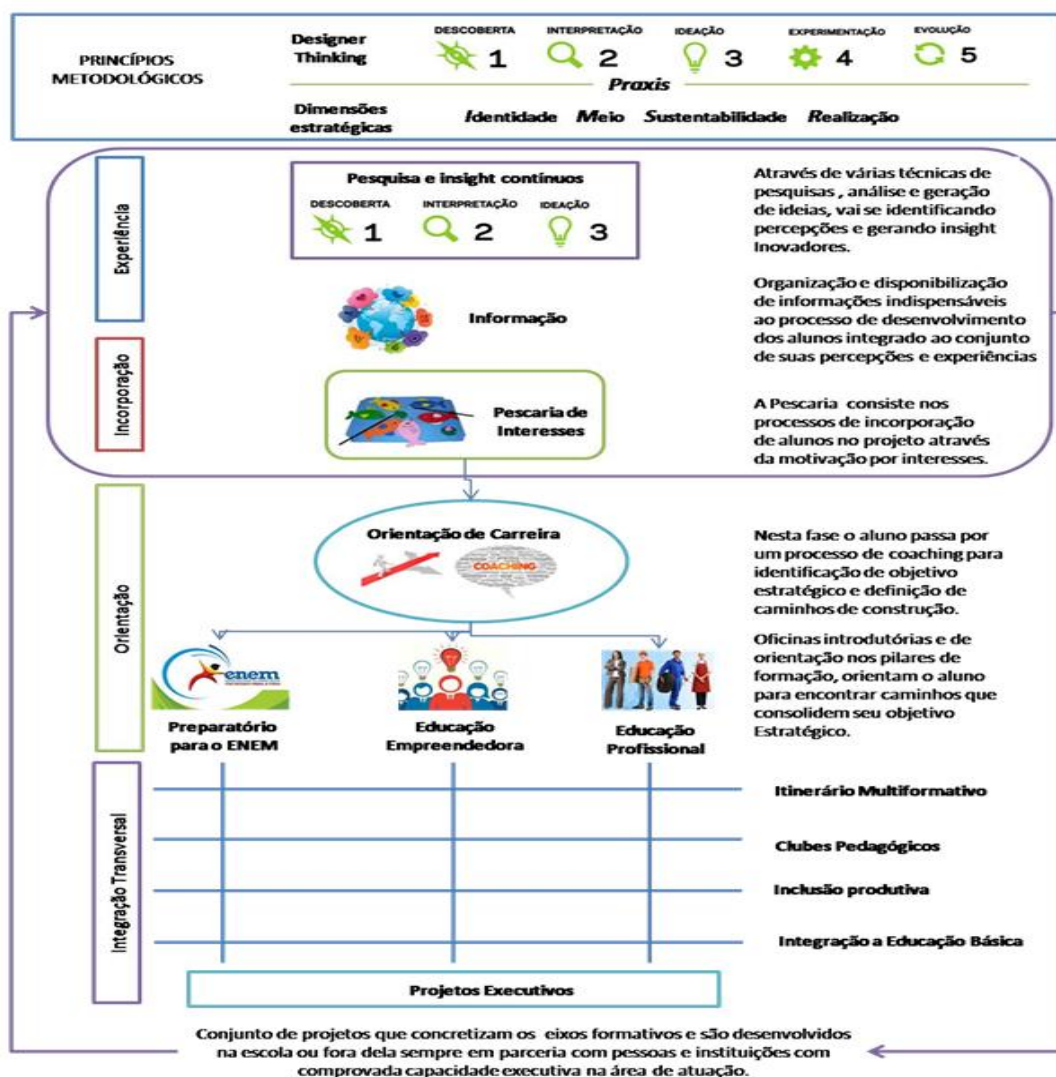 PRINCÍPIOS
METODOLÓGICOS
Designer
Thinking
DESCOBERTA
1
INTERPRETAÇÃO
2
IDEAÇÃO
3
EXPERIMENTAÇÃO
4
EVOLUÇÃO
5
Praxis
Dimensões
estratégicas
Identidade Meio Sustentabilidade Realização
Experiência
Pesquisa e insight contínuos
DESCOBERTA
1
INTERPRETAÇÃO
2
IDEAÇÃO
3
Através de várias técnicas de
pesquisas , análise e geração
de ideias, vai se identificando
percepções e gerando insight
Inovadores.
Informação
Organização e disponibilização
de informações indispensáveis
ao processo de desenvolvimento
dos alunos integrado ao conjunto
de suas percepções e experiências
Incorporação
Pescaria de
Interesses
A Pescaria consiste nos
processos de incorporação
de alunos no projeto através
da motivação por interesses.
Orientação
Orientação de Carreira
COACHING
Nesta fase o aluno passa por
um processo de coaching para
identificação de objetivo
estratégico e definição de
caminhos de construção.
Oficinas introdutórias e de
orientação nos pilares de
formação, orientam o aluno
para encontrar caminhos que
consolidem seu objetivo
Estratégico.
enem
Preparatório
para o ENEM
Educação
Empreendedora
Educação
Profissional
Integração Transversal
Itinerário Multiformativo
Clubes Pedagógicos
Inclusão produtiva
Integração a Educação Básica
Projetos Executivos
Conjunto de projetos que concretizam os eixos formativos e são desenvolvidos
na escola ou fora dela sempre em parceria com pessoas e instituições com
comprovada capacidade executiva na área de atuação.